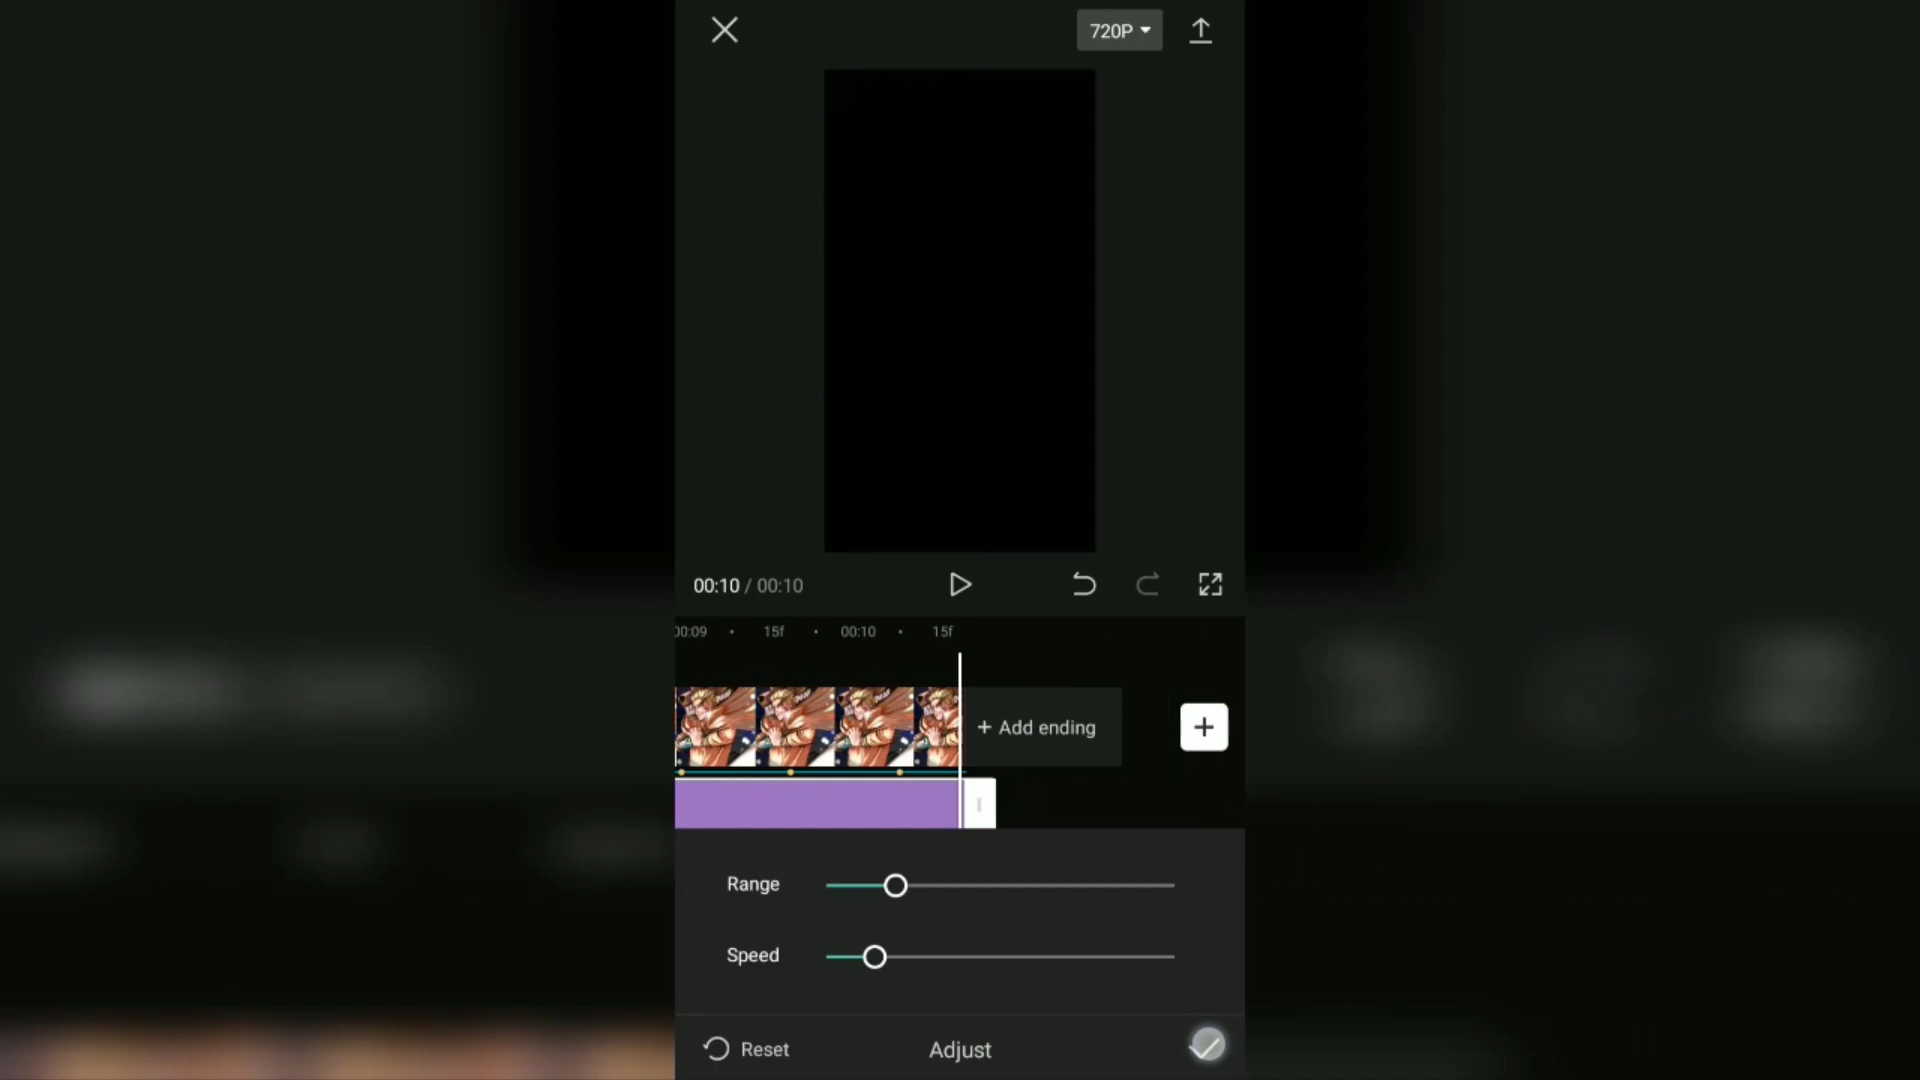 720P
00:10 / 00:10
00:09 15f 00:10 15f
+ Add ending
Range
Speed
Reset
Adjust